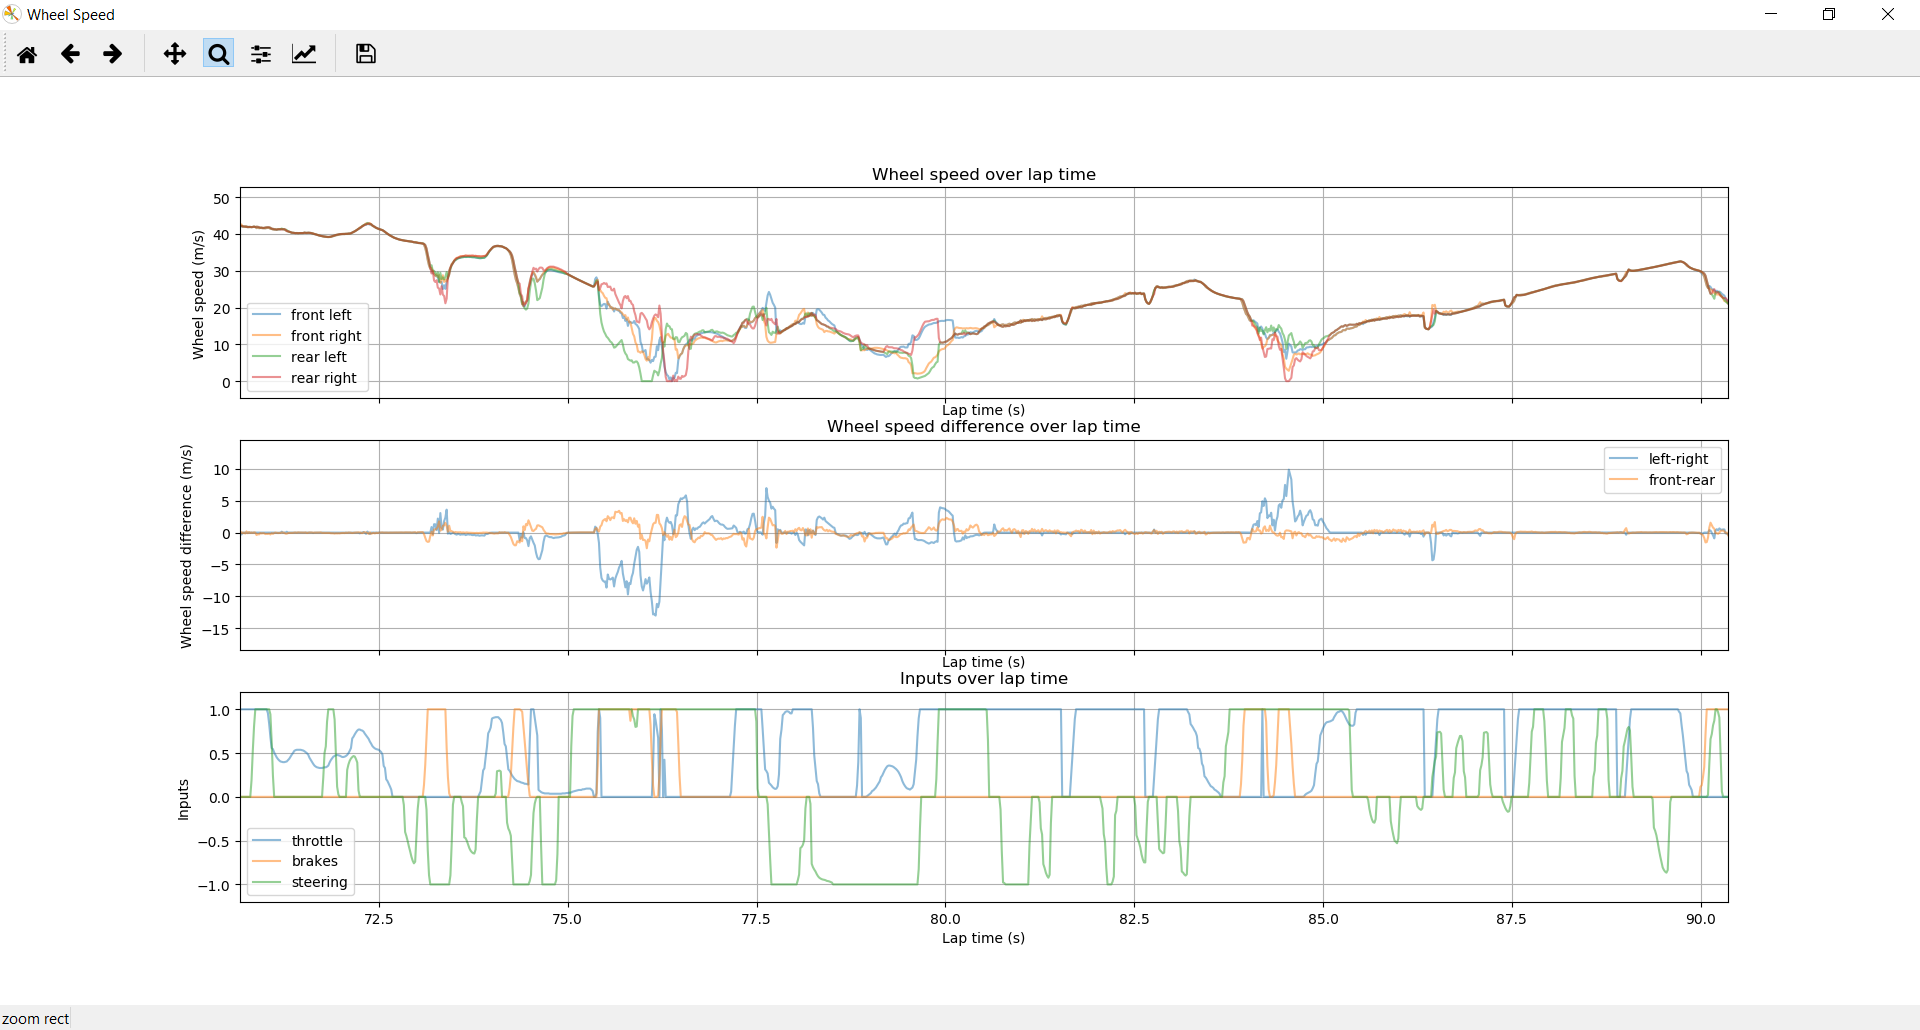 Wheel Speed
Wheel speed over lap time
Wheel speed (m/s)
50
40
30
20
10
0
front left
front right
rear left
rear right
Lap time (s)
Wheel speed difference over lap time
Wheel speed difference (m/s)
10
5
0
−5
−10
−15
left-right
front-rear
Lap time (s)
Inputs over lap time
Inputs
1.0
0.5
0.0
−0.5
−1.0
throttle
brakes
steering
72.5 75.0 77.5 80.0 82.5 85.0 87.5 90.0
Lap time (s)
zoom rect